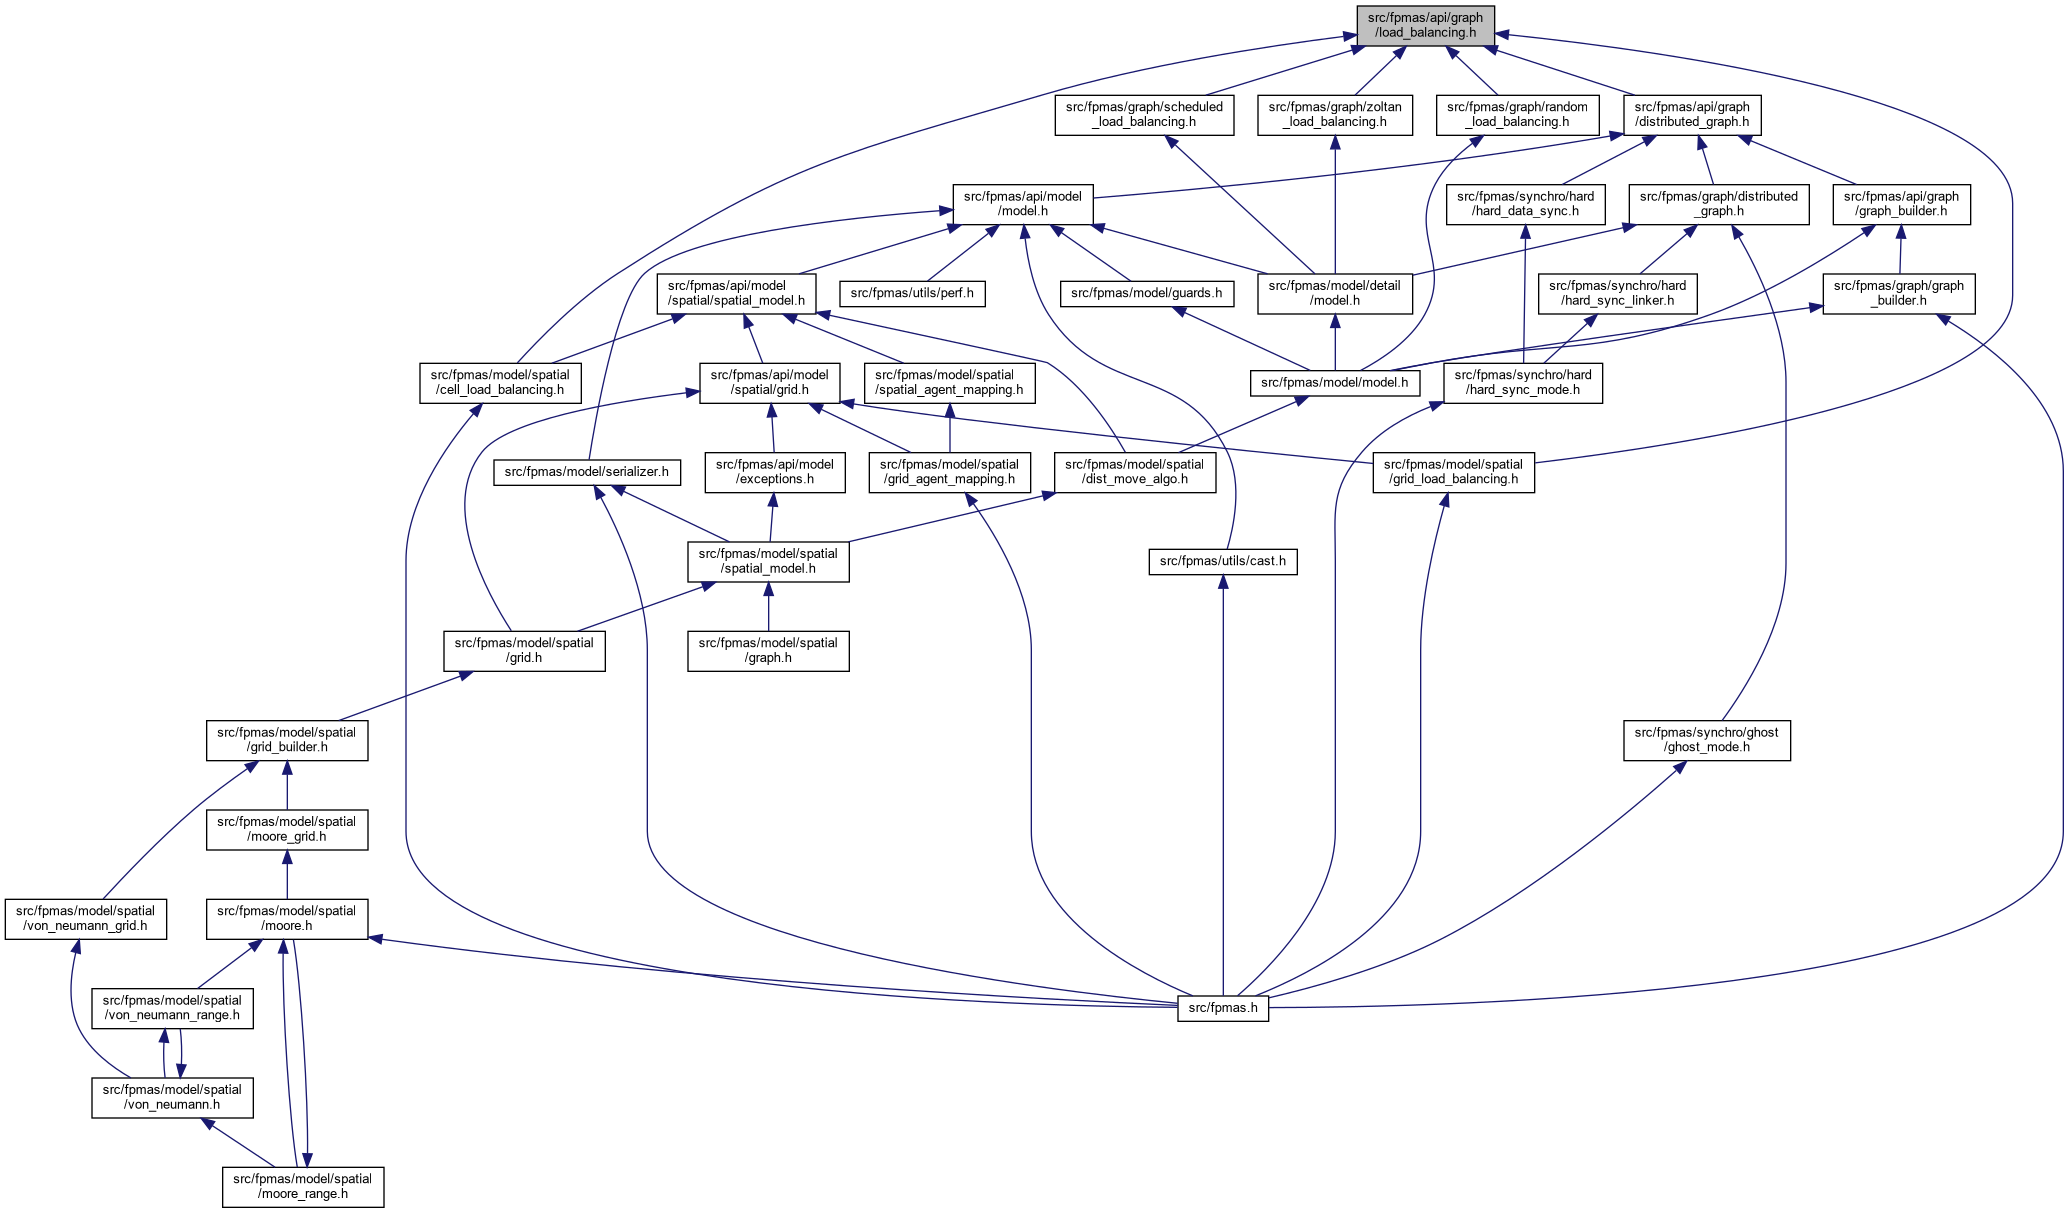 src/fpmas/api/graph
/load_balancing.h
src/fpmas/graph/scheduled
_load_balancing.h
src/fpmas/graph/zoltan
_load_balancing.h
src/fpmas/graph/random
_load_balancing.h
src/fpmas/api/graph
/distributed_graph.h
src/fpmas/api/model
/model.h
src/fpmas/synchro/hard
/hard_data_sync.h
src/fpmas/graph/distributed
_graph.h
src/fpmas/api/graph
/graph_builder.h
src/fpmas/api/model
/spatial/spatial_model.h
src/fpmas/utils/perf.h
src/fpmas/model/guards.h
src/fpmas/model/detail
/model.h
src/fpmas/synchro/hard
/hard_sync_linker.h
src/fpmas/graph/graph
_builder.h
src/fpmas/model/spatial
/cell_load_balancing.h
src/fpmas/api/model
/spatial/grid.h
src/fpmas/model/spatial
/spatial_agent_mapping.h
src/fpmas/model/model.h
src/fpmas/synchro/hard
/hard_sync_mode.h
src/fpmas/model/serializer.h
src/fpmas/api/model
/exceptions.h
src/fpmas/model/spatial
/grid_agent_mapping.h
src/fpmas/model/spatial
/dist_move_algo.h
src/fpmas/model/spatial
/grid_load_balancing.h
src/fpmas/model/spatial
/spatial_model.h
src/fpmas/utils/cast.h
src/fpmas/model/spatial
/grid.h
src/fpmas/model/spatial
/graph.h
src/fpmas/model/spatial
/grid_builder.h
src/fpmas/synchro/ghost
/ghost_mode.h
src/fpmas/model/spatial
/moore_grid.h
src/fpmas/model/spatial
/von_neumann_grid.h
src/fpmas/model/spatial
/moore.h
src/fpmas/model/spatial
/von_neumann_range.h
src/fpmas.h
src/fpmas/model/spatial
/von_neumann.h
src/fpmas/model/spatial
/moore_range.h